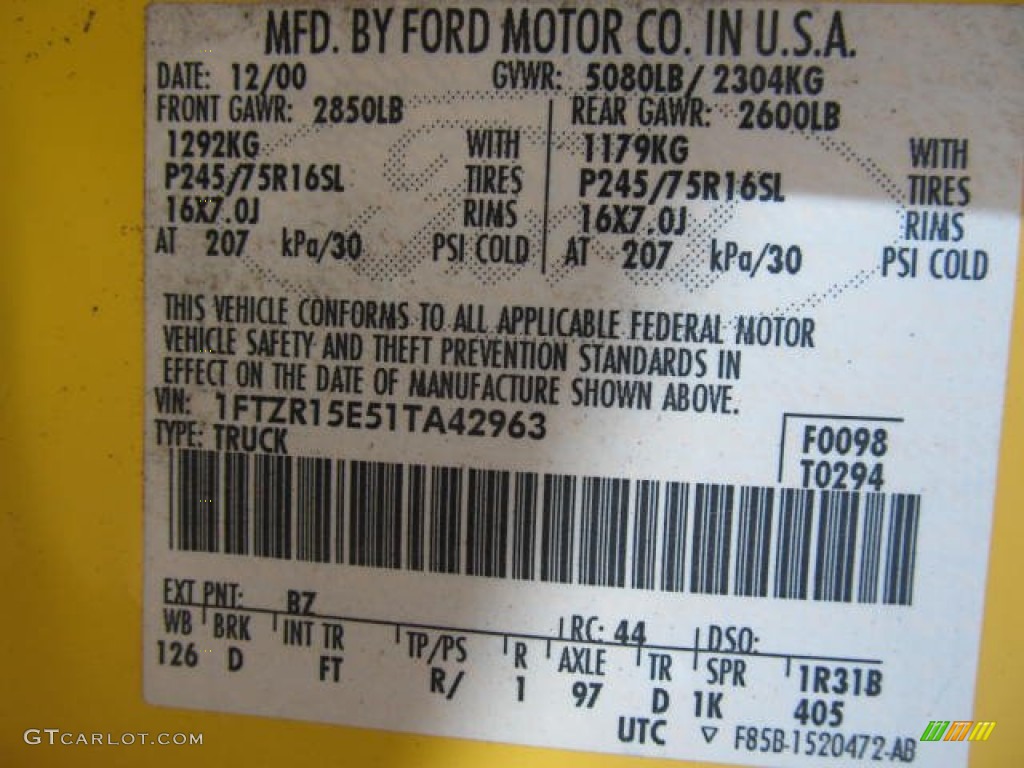 MFD. BY FORD MOTOR CO. IN U.S.A.
DATE: 12/00 GVWR: 5080LB/ 2304KG
FRONT GAWR: 2850LB REAR GAWR: 2600LB
1292KG WITH 1179KG WITH
P245/75R16SL TIRES P245/75R16SL TIRES
16X7.0J RIMS 16X7.0J RIMS
AT 207 kPa/30 PSI COLD AT 207 kPa/30 PSI COLD
THIS VEHICLE CONFORMS TO ALL APPLICABLE FEDERAL MOTOR
VEHICLE SAFETY AND THEFT PREVENTION STANDARDS IN
EFFECT ON THE DATE OF MANUFACTURE SHOWN ABOVE.
VIN: 1FTZR15E51TA42963
TYPE: TRUCK
F0098
T0294
EXT PNT: BZ RC: 44 DSO:
WB BRK INT TR TP/PS R AXLE TR SPR 1R31B
126 D FT R/ 1 97 D 1K 405
UTC ▽ F85B-1520472-AB
GTCARLOT.COM